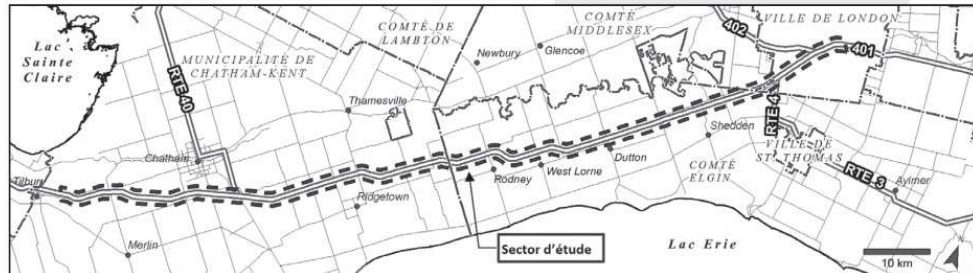 Lac
Sainte
Claire
MUNICIPALITÉ DE
CHATHAM-KENT
RTE 40
COMTÉ DE
LAMBTON
COMTÉ
MIDDLESEX
VILLE DE LONDON
402
401
Newbury
Glencoe
Thamesville
Chatham
Tilbury
Merlin
Ridgetown
Rodney
West Lorne
Dutton
Shedden
RTE 4
VILLE DE
ST. THOMAS
COMTÉ
ELGIN
RTE 3
Aylmer
Sector d'étude
Lac Erie
10 km